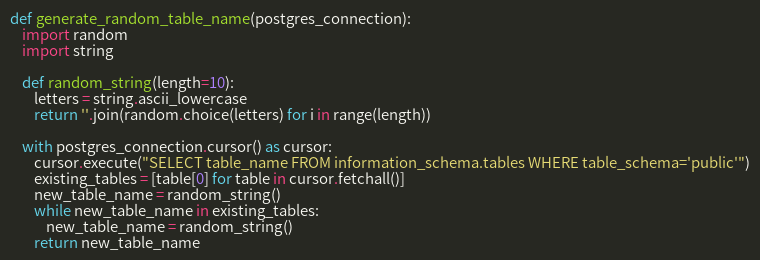 def generate_random_table_name(postgres_connection):
    import random
    import string

    def random_string(length=10):
        letters = string.ascii_lowercase
        return ''.join(random.choice(letters) for i in range(length))

    with postgres_connection.cursor() as cursor:
        cursor.execute("SELECT table_name FROM information_schema.tables WHERE table_schema='public'")
        existing_tables = [table[0] for table in cursor.fetchall()]
        new_table_name = random_string()
        while new_table_name in existing_tables:
            new_table_name = random_string()
        return new_table_name